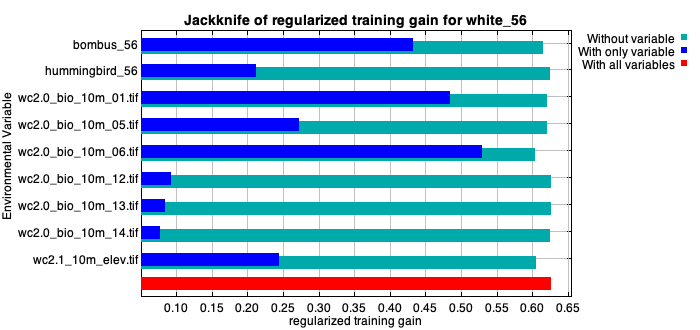 Jackknife of regularized training gain for white_56
Without variable
With only variable
With all variables
Environmental Variable
bombus_56
hummingbird_56
wc2.0_bio_10m_01.tif
wc2.0_bio_10m_05.tif
wc2.0_bio_10m_06.tif
wc2.0_bio_10m_12.tif
wc2.0_bio_10m_13.tif
wc2.0_bio_10m_14.tif
wc2.1_10m_elev.tif
0.10 0.15 0.20 0.25 0.30 0.35 0.40 0.45 0.50 0.55 0.60 0.65
regularized training gain